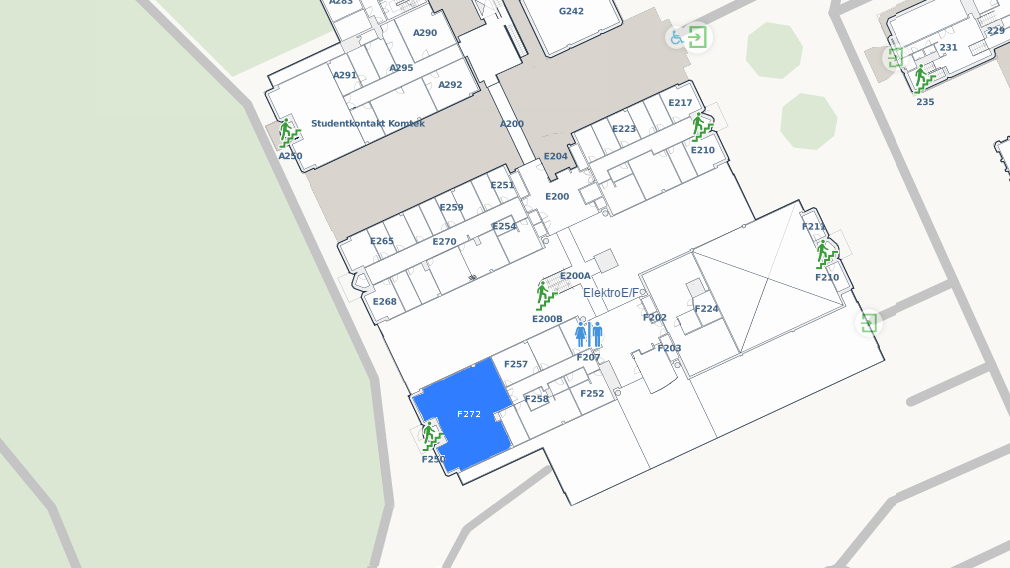 A283
G242
A290
229
231
A295
A291
A292
E217
235
Studentkontakt Komtek
A200
E223
A250
E204
E210
E251
E200
E259
E254
F211
E265
E270
E200A
F210
ElektroE/F
E268
F224
E200B
F202
F203
F207
F257
F252
F258
F272
F250